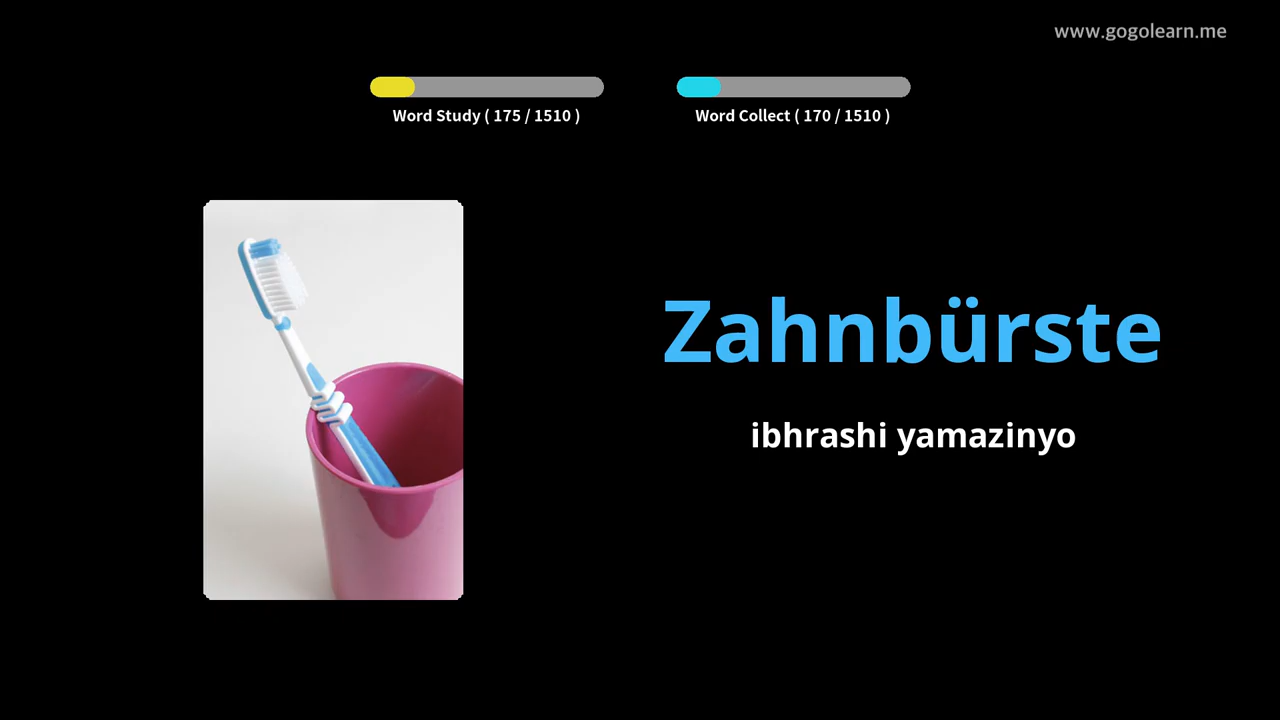 www.gogolearn.me
Word Study ( 175 / 1510 )
Word Collect ( 170 / 1510 )
Zahnbürste
ibhrashi yamazinyo